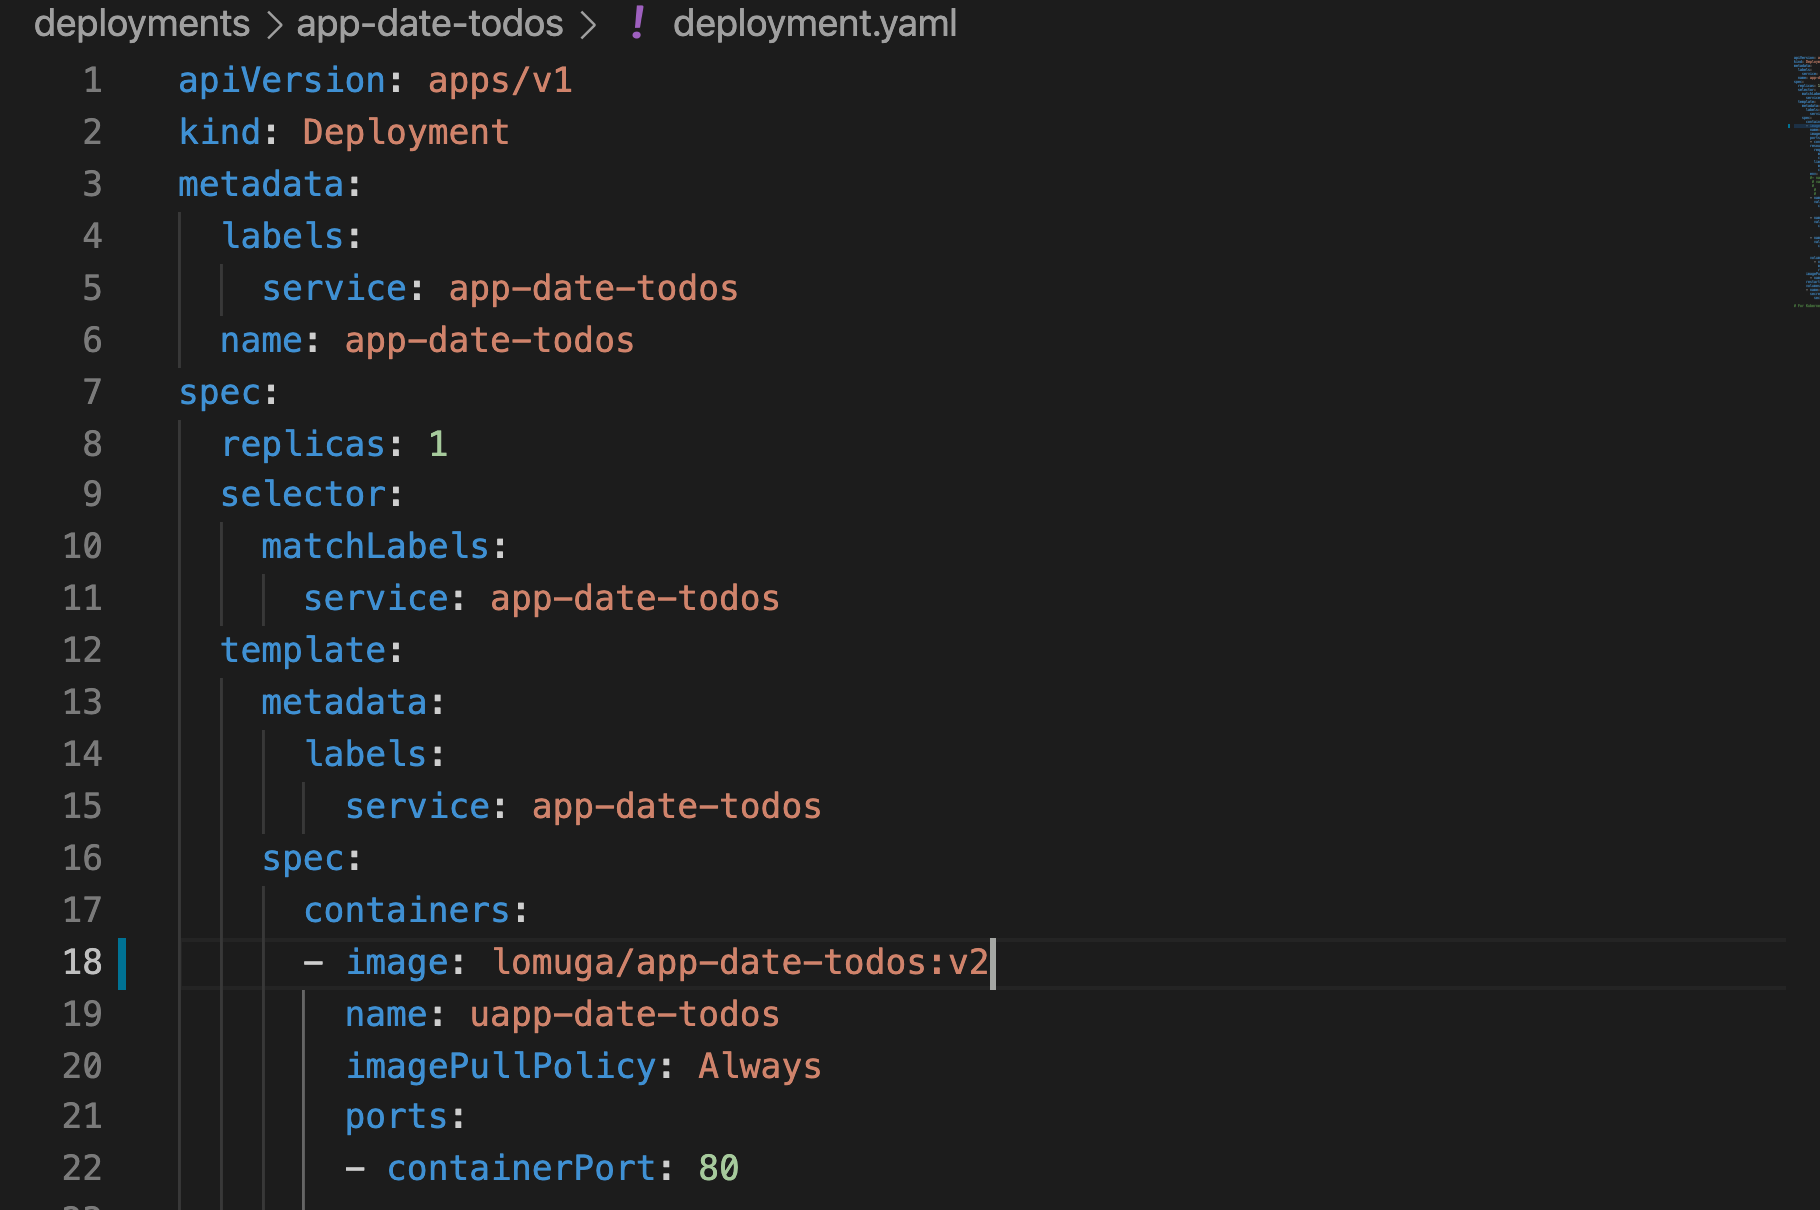 deployments > app-date-todos > ! deployment.yaml
1 apiVersion: apps/v1
2 kind: Deployment
3 metadata:
4   labels:
5     service: app-date-todos
6   name: app-date-todos
7 spec:
8   replicas: 1
9   selector:
10     matchLabels:
11       service: app-date-todos
12   template:
13     metadata:
14       labels:
15         service: app-date-todos
16     spec:
17       containers:
18       - image: lomuga/app-date-todos:v2
19         name: uapp-date-todos
20         imagePullPolicy: Always
21         ports:
22         - containerPort: 80